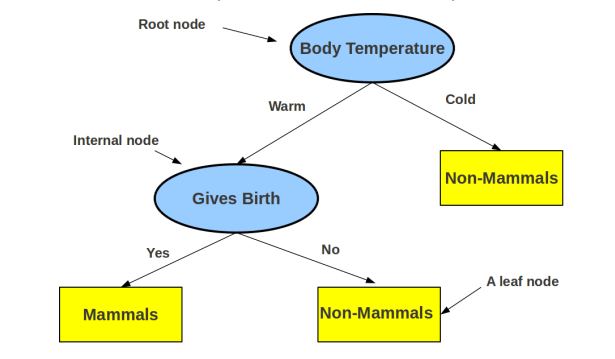 Root node
Body Temperature
Warm
Cold
Internal node
Non-Mammals
Gives Birth
Yes
No
A leaf node
Mammals
Non-Mammals